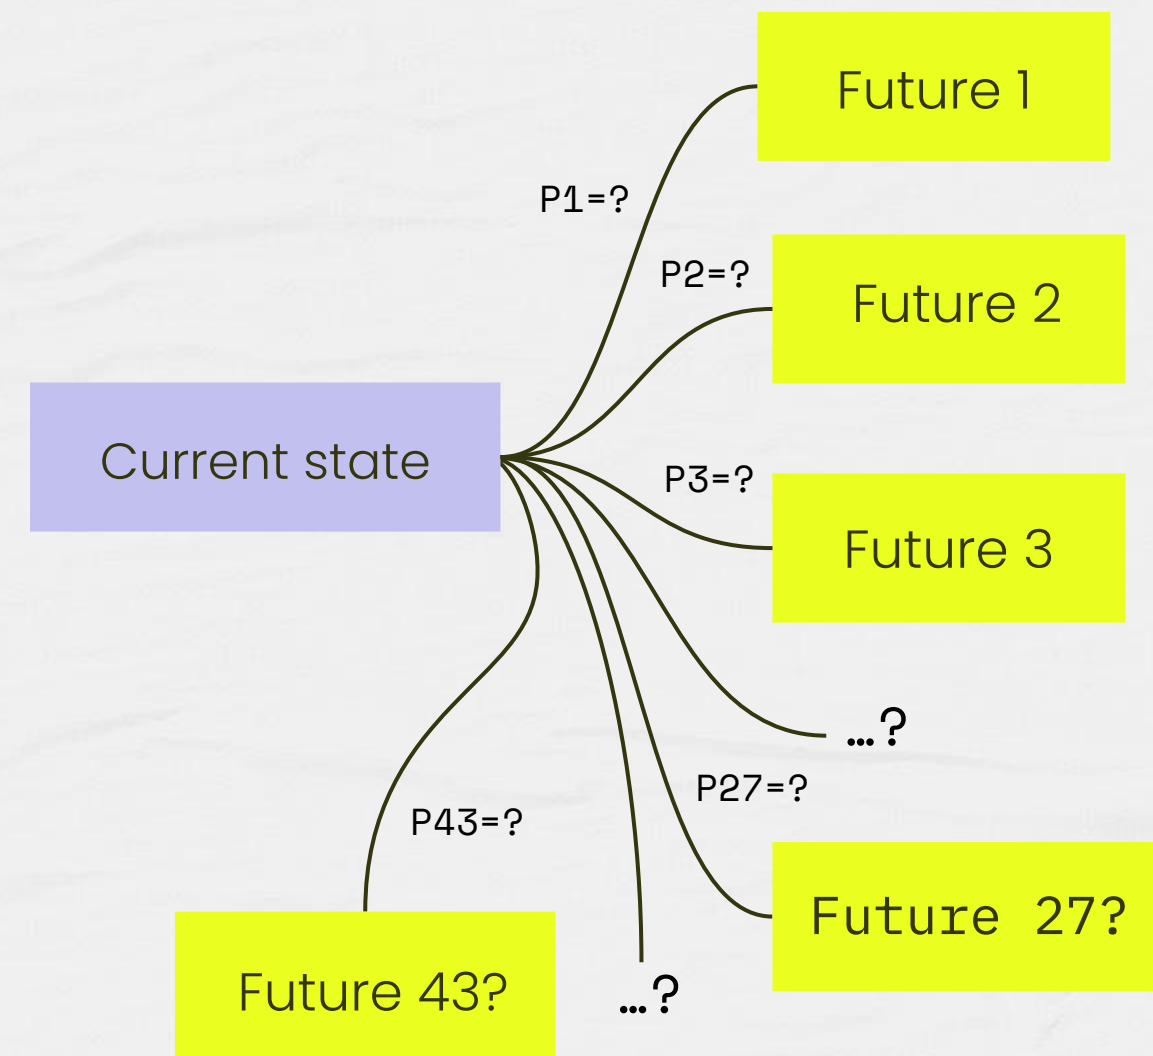 Future 1
P1=?
P2=?
Future 2
Current state
P3=?
Future 3
...?
P27=?
P43=?
Future 27?
Future 43?
...?